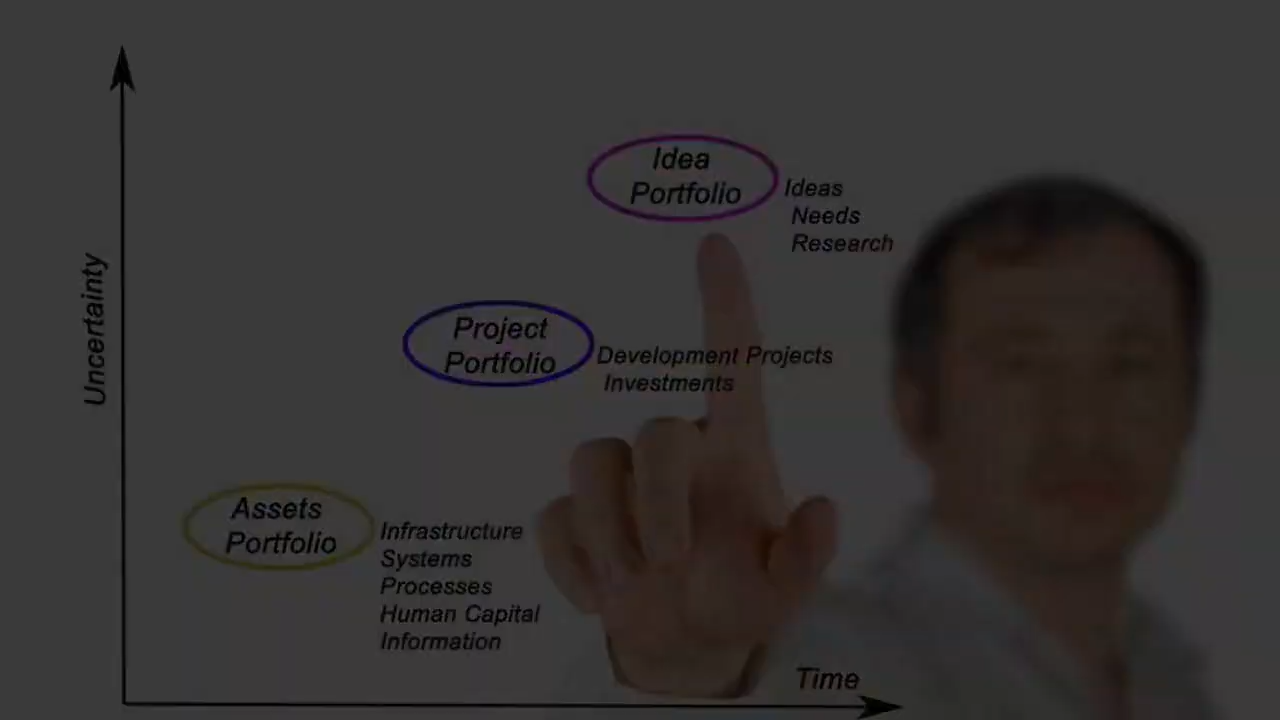 Idea
Portfolio
Ideas
Needs
Research
Uncertainty
Project
Portfolio
Development Projects
Investments
Assets
Portfolio
Infrastructure
Systems
Processes
Human Capital
Information
Time